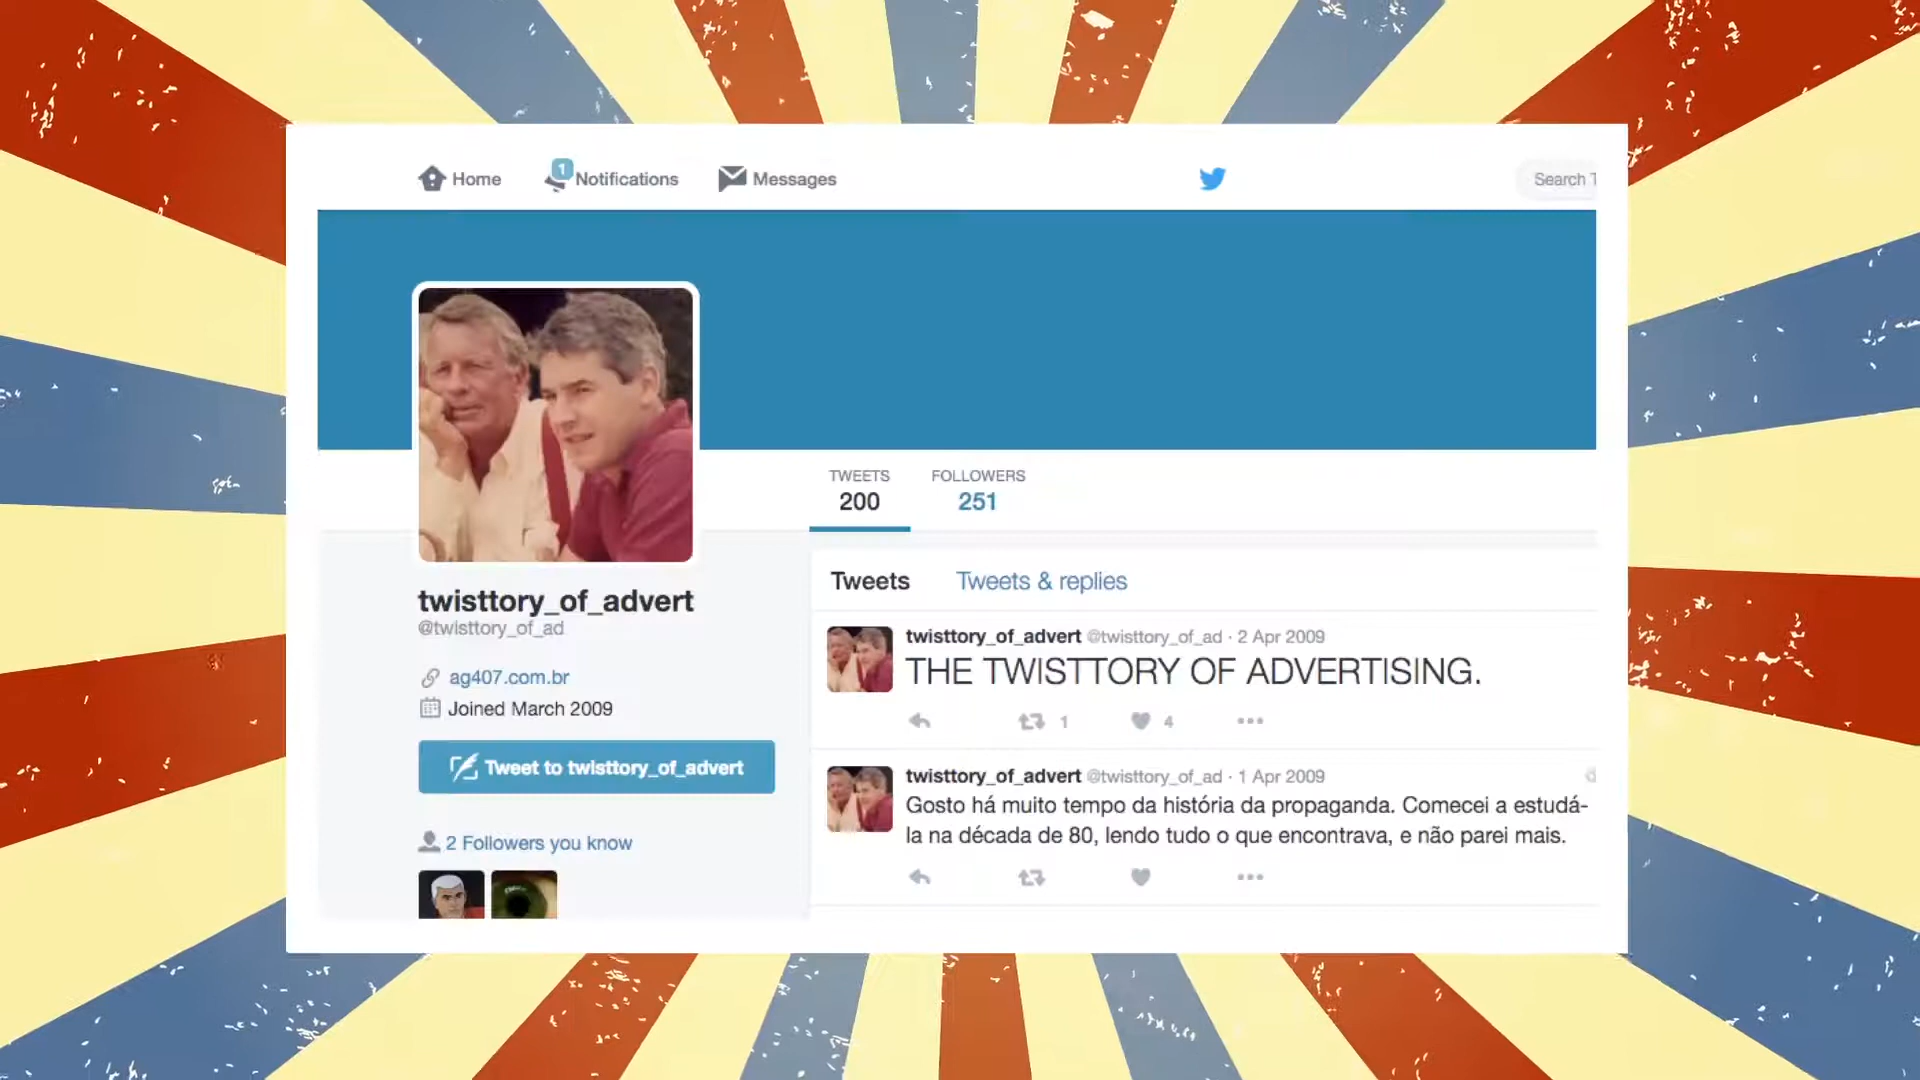 Home
1
Notifications
Messages
Search T
TWEETS
200
FOLLOWERS
251
twisttory_of_advert
@twisttory_of_ad
ag407.com.br
Joined March 2009
Tweet to twisttory_of_advert
2 Followers you know
Tweets
Tweets & replies
twisttory_of_advert @twisttory_of_ad · 2 Apr 2009
THE TWISTTORY OF ADVERTISING.
1
4
twisttory_of_advert @twisttory_of_ad · 1 Apr 2009
Gosto há muito tempo da história da propaganda. Comecei a estudá-
la na década de 80, lendo tudo o que encontrava, e não parei mais.